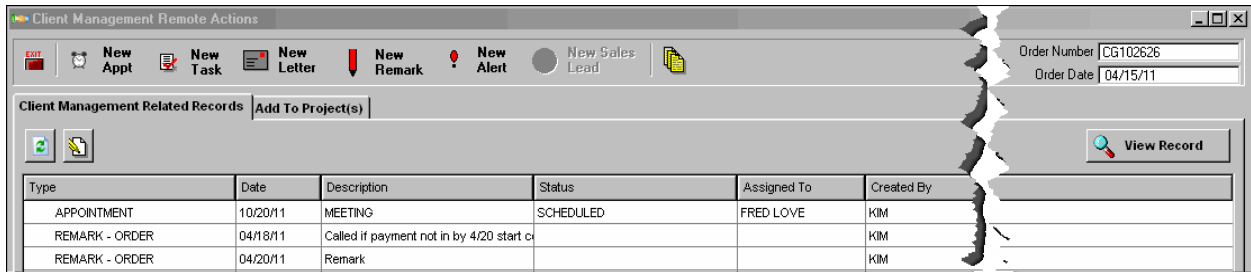 Client Management Remote Actions
EXIT
New Appt
New Task
New Letter
New Remark
New Alert
New Sales Lead
Order Number CG102626
Order Date 04/15/11
Client Management Related Records Add To Project(s)
View Record
Type Date Description Status Assigned To Created By
APPOINTMENT 10/20/11 MEETING SCHEDULED FRED LOVE KIM
REMARK - ORDER 04/18/11 Called if payment not in by 4/20 start KIM
REMARK - ORDER 04/20/11 Remark KIM